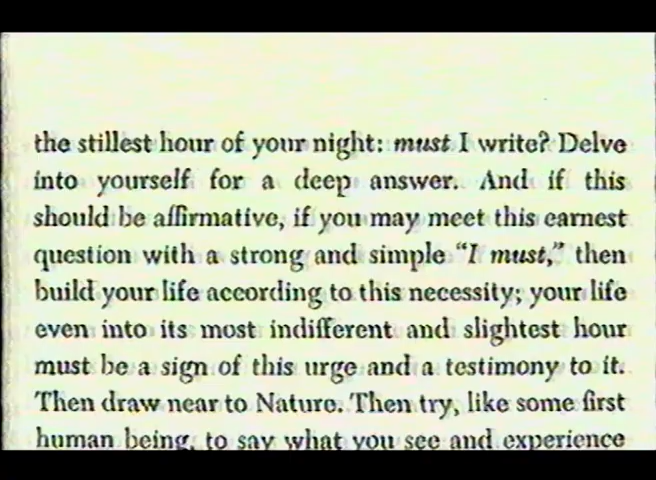 the stillest hour of your night: must I write? Delve
into yourself for a deep answer. And if this
should be affirmative, if you may meet this earnest
question with a strong and simple “I must,” then
build your life according to this necessity; your life
even into its most indifferent and slightest hour
must be a sign of this urge and a testimony to it.
Then draw near to Nature. Then try, like some first
human being, to say what you see and experience